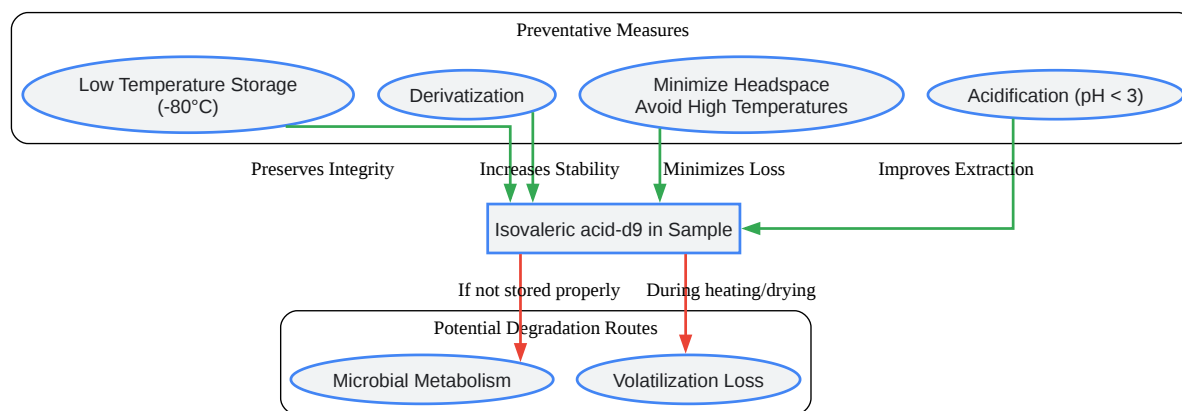 Preventative Measures
Low Temperature Storage
(-80°C)
Derivatization
Minimize Headspace
Avoid High Temperatures
Acidification (pH < 3)
Preserves Integrity
Increases Stability
Minimizes Loss
Improves Extraction
Isovaleric acid-d9 in Sample
If not stored properly
During heating/drying
Potential Degradation Routes
Microbial Metabolism
Volatilization Loss